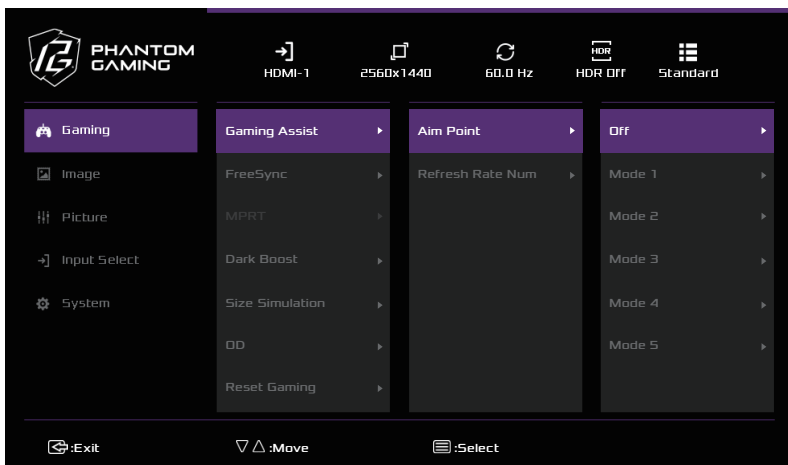 PHANTOM
GAMING
HDMI-1
2560x1440
60.0 Hz
HDR
HDR Off
Standard
Gaming
Image
Picture
Input Select
System
Gaming Assist
FreeSync
MPRT
Dark Boost
Size Simulation
OD
Reset Gaming
Aim Point
Refresh Rate Num
Off
Mode 1
Mode 2
Mode 3
Mode 4
Mode 5
:Exit
:Move
:Select